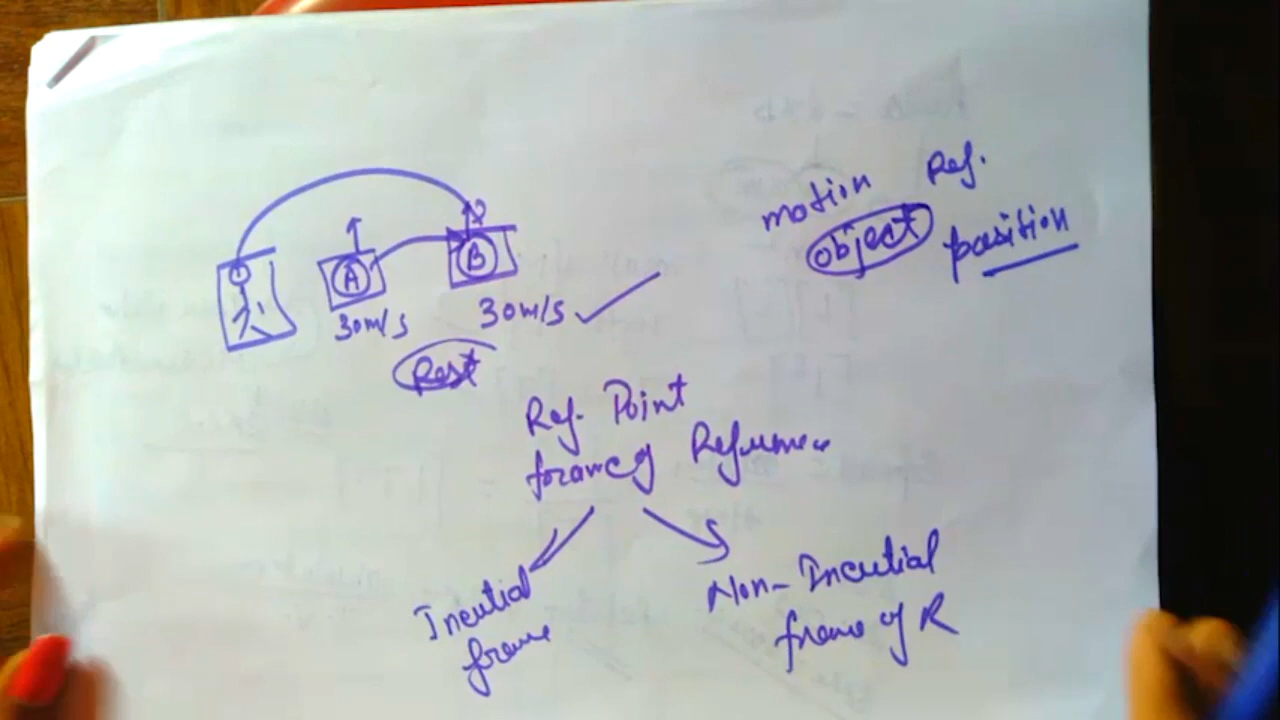 motion Ref.
object position
A B
30m/s 30m/s
Rest
Ref. Point
frame of Reference
Inertial
frame
Non-Inertial
frame of R